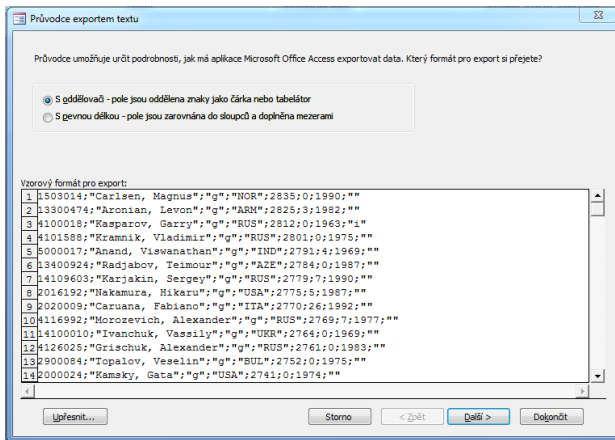 Průvodce exportem textu
Průvodce umožňuje určit podrobnosti, jak má aplikace Microsoft Office Access exportovat data. Který formát pro export si přejete?
S oddělovači - pole jsou oddělena znaky jako čárka nebo tabelátor
S pevnou délkou - pole jsou zarovnána do sloupců a doplněna mezerami
Vzorový formát pro export:
1 1503014;"Carlsen, Magnus";"g";"NOR";2835;0;1990;""
2 13300474;"Aronian, Levon";"g";"ARM";2825;3;1982;""
3 4100018;"Kasparov, Garry";"g";"RUS";2812;0;1963;"i"
4 4101588;"Kramnik, Vladimir";"g";"RUS";2801;0;1975;""
5 5000017;"Anand, Viswanathan";"g";"IND";2791;4;1969;""
6 13400924;"Radjabov, Teimour";"g";"AZE";2784;0;1987;""
7 14109603;"Karjakin, Sergey";"g";"RUS";2779;7;1990;""
8 2016192;"Nakamura, Hikaru";"g";"USA";2775;5;1987;""
9 2020009;"Caruana, Fabiano";"g";"ITA";2770;26;1992;""
10 4116992;"Morozevich, Alexander";"g";"RUS";2769;7;1977;""
11 14100010;"Ivanchuk, Vassily";"g";"UKR";2764;0;1969;""
12 4126025;"Grischuk, Alexander";"g";"RUS";2761;0;1983;""
13 2900084;"Topalov, Veselin";"g";"BUL";2752;0;1975;""
14 2000024;"Kamsky, Gata";"g";"USA";2741;0;1974;""
Upřesnit... Storno < Zpět Další > Dokončit